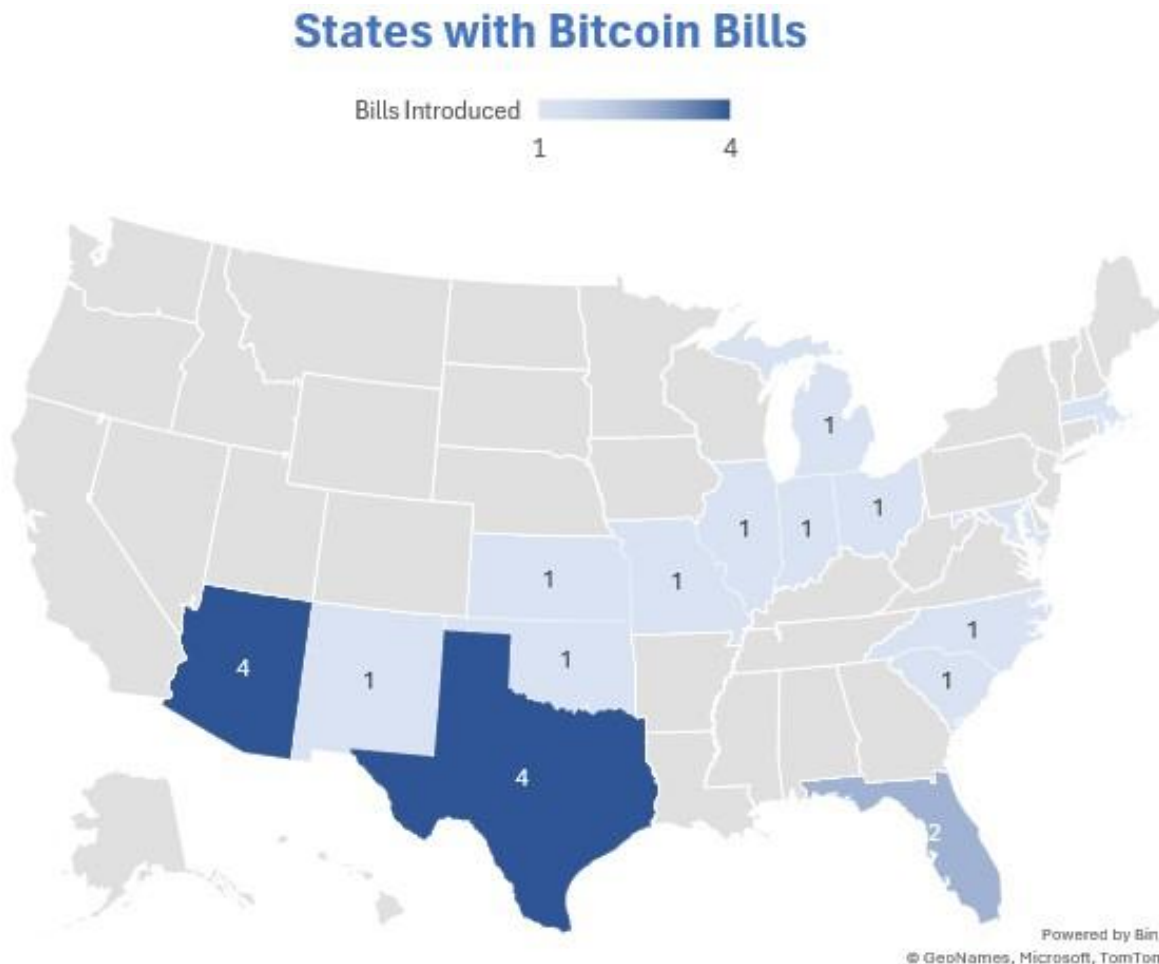 States with Bitcoin Bills
Bills Introduced
1 4
1
1 1 1
1 1
4 1 1 1
1
4
2
Powered by Bin
© GeoNames, Microsoft, TomTom